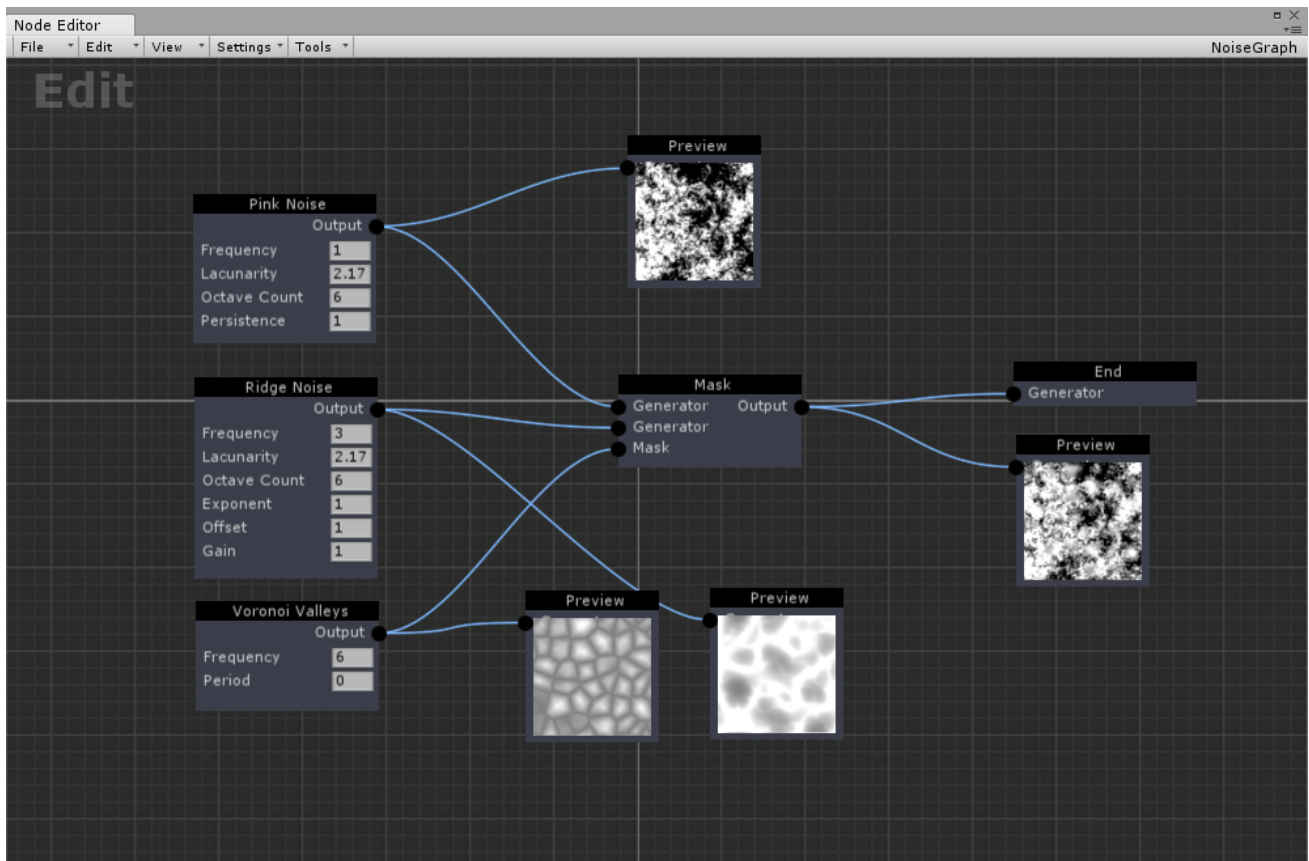 Node Editor
File Edit View Settings Tools NoiseGraph
Edit
Preview
Pink Noise
Output
Frequency 1
Lacunarity 2.17
Octave Count 6
Persistence 1
Ridge Noise
Output
Frequency 3
Lacunarity 2.17
Octave Count 6
Exponent 1
Offset 1
Gain 1
Mask
Generator Output
Generator
Mask
End
Generator
Preview
Voronoi Valleys
Output
Frequency 6
Period 0
Preview
Preview